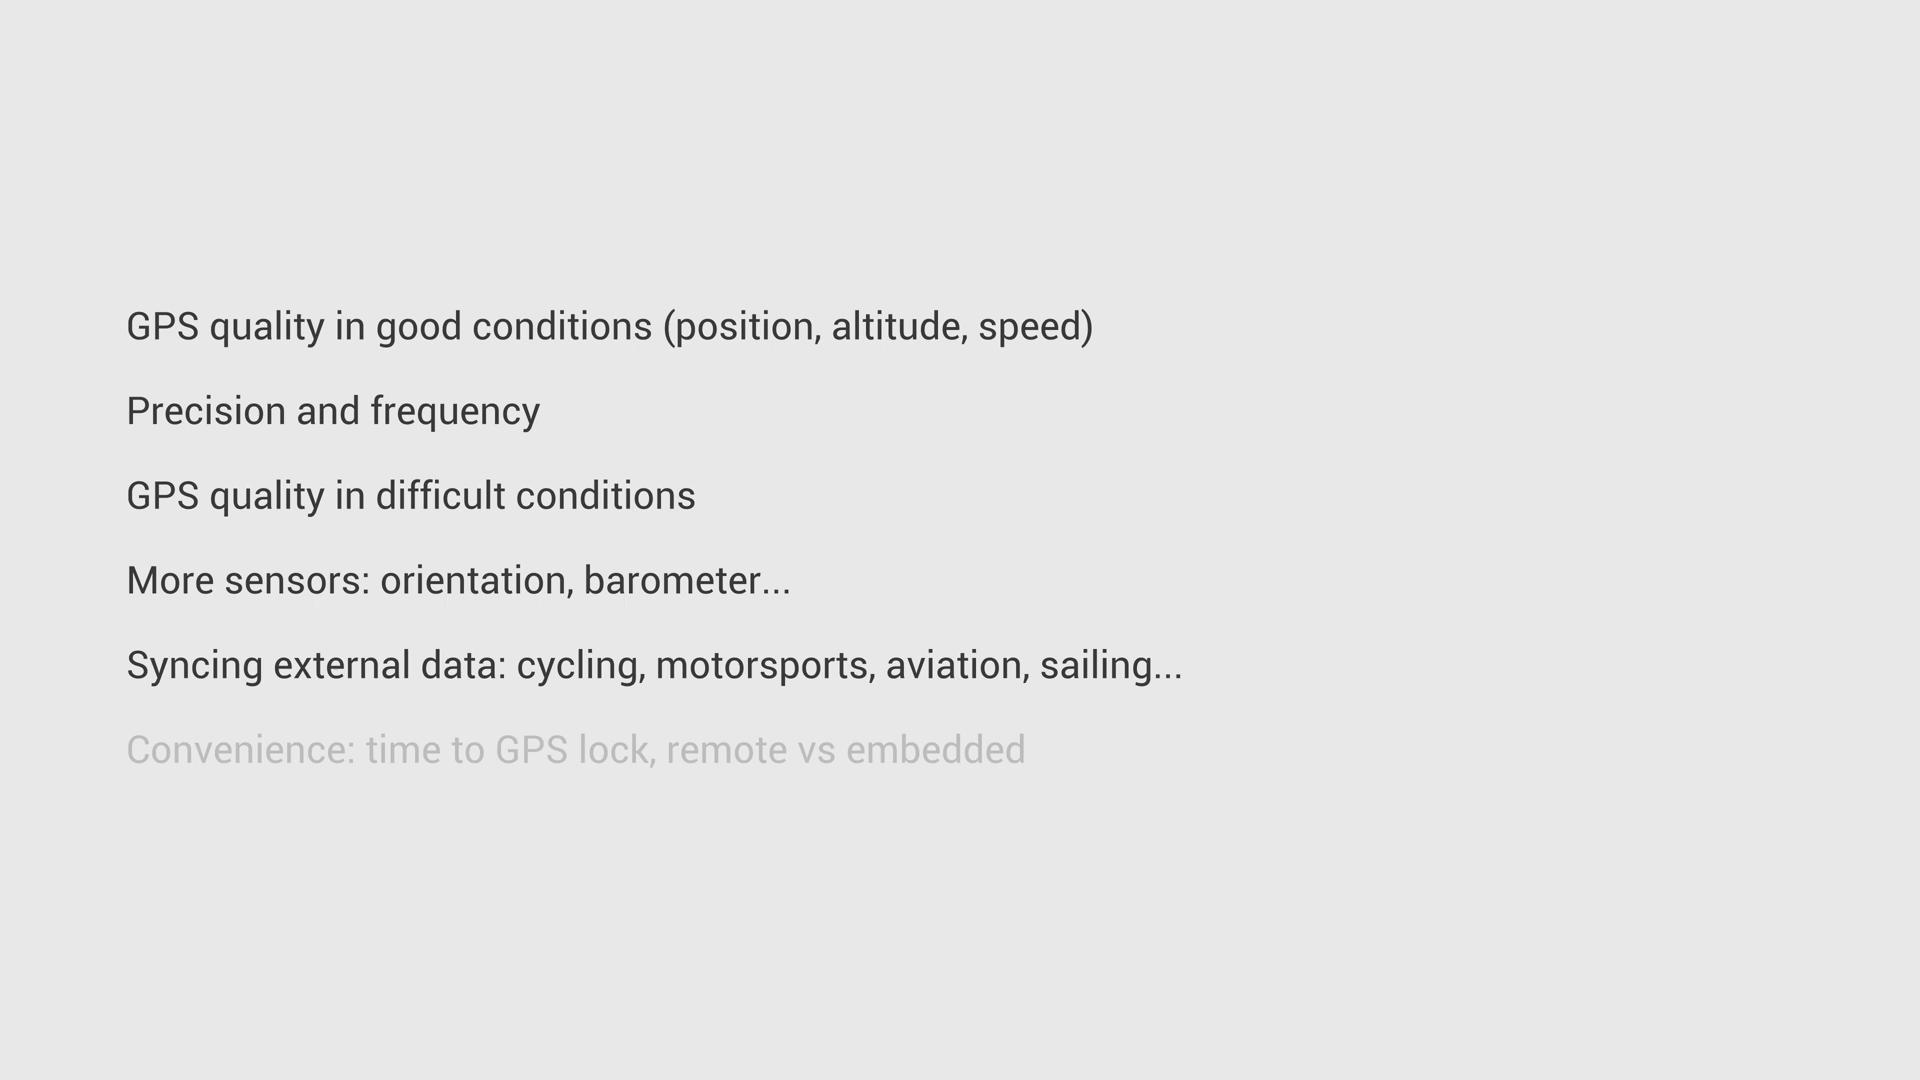 GPS quality in good conditions (position, altitude, speed)
Precision and frequency
GPS quality in difficult conditions
More sensors: orientation, barometer...
Syncing external data: cycling, motorsports, aviation, sailing...
Convenience: time to GPS lock, remote vs embedded